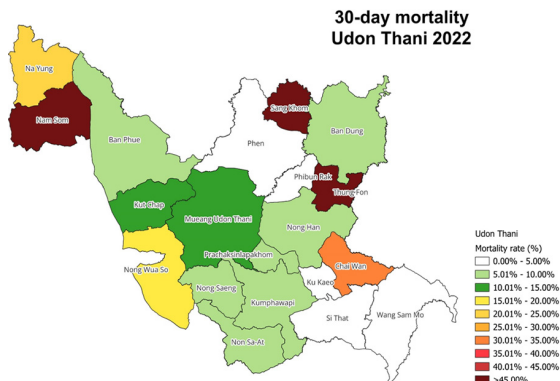 30-day mortality
Udon Thani 2022
Na Yung
Nam Som
Sang Khom
Ban Dung
Ban Phue
Phen
Phibun Rak
Thung Fon
Kut Chap
Mueang Udon Thani
Nong Han
Prachaksinlapakhom
Chai Wan
Nong Wua So
Nong Saeng
Ku Kaeo
Kumphawapi
Wang Sam Mo
Si That
Non Sa-At
Udon Thani
Mortality rate (%)
0.00% - 5.00%
5.01% - 10.00%
10.01% - 15.00%
15.01% - 20.00%
20.01% - 25.00%
25.01% - 30.00%
30.01% - 35.00%
35.01% - 40.00%
40.01% - 45.00%
>45.00%